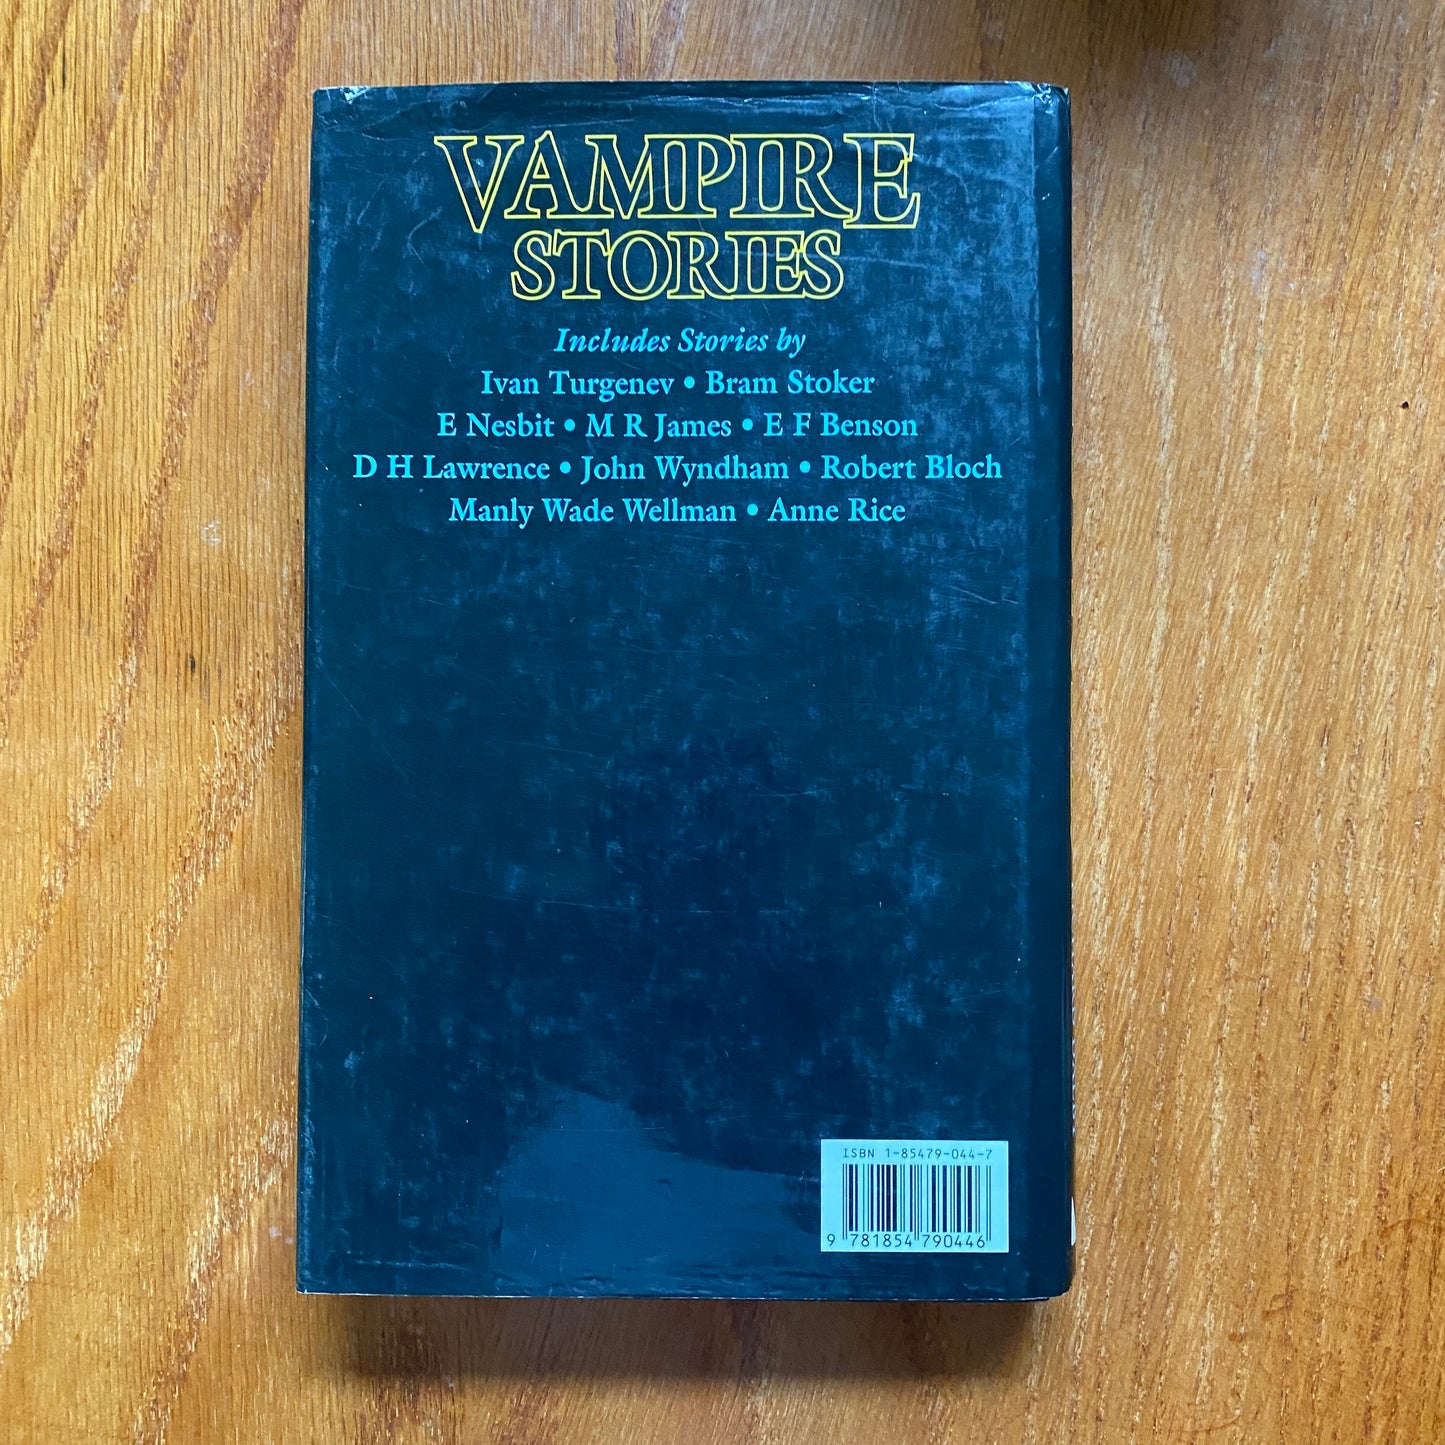 VAMPIRE
STORIES
Includes Stories by
Ivan Turgenev • Bram Stoker
E Nesbit • M R James • E F Benson
D H Lawrence • John Wyndham • Robert Bloch
Manly Wade Wellman • Anne Rice
ISBN 1-85479-044-7
9 781854 790446